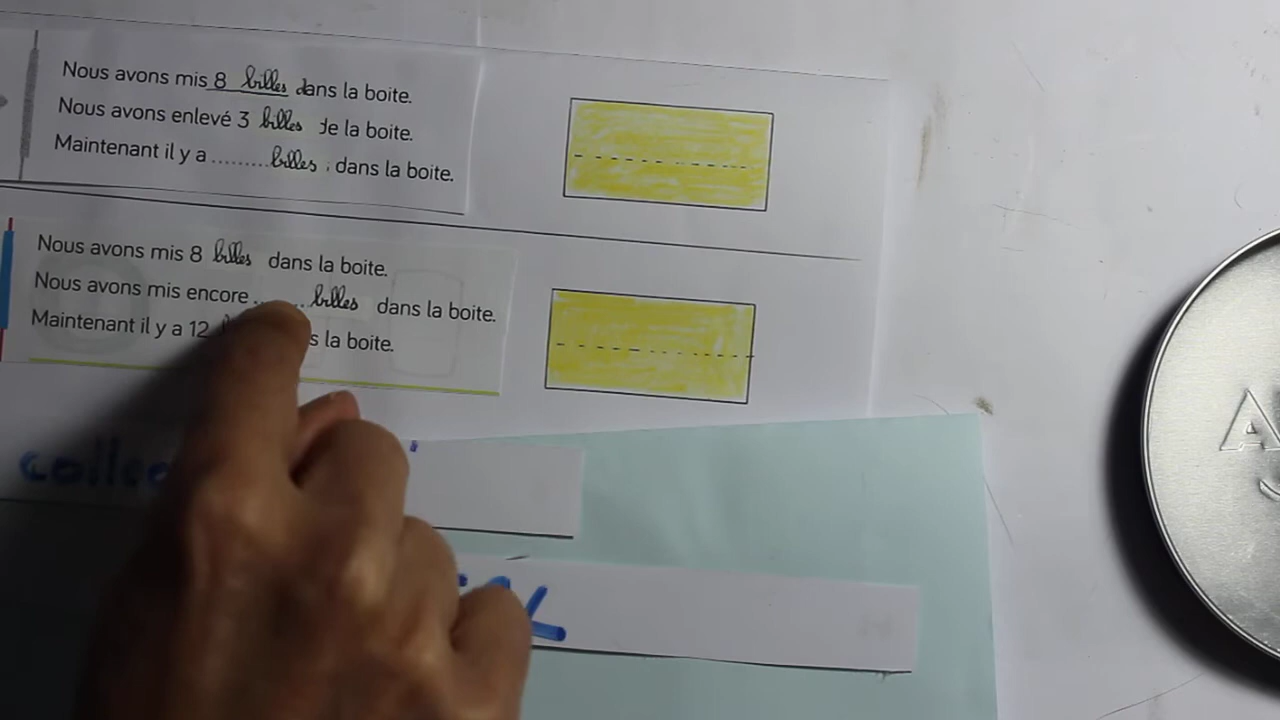 Nous avons mis 8 billes dans la boite.
Nous avons enlevé 3 billes de la boite.
Maintenant il y a ......... billes dans la boite.
Nous avons mis 8 billes dans la boite.
Nous avons mis encore ......... billes dans la boite.
Maintenant il y a 12 la boite.